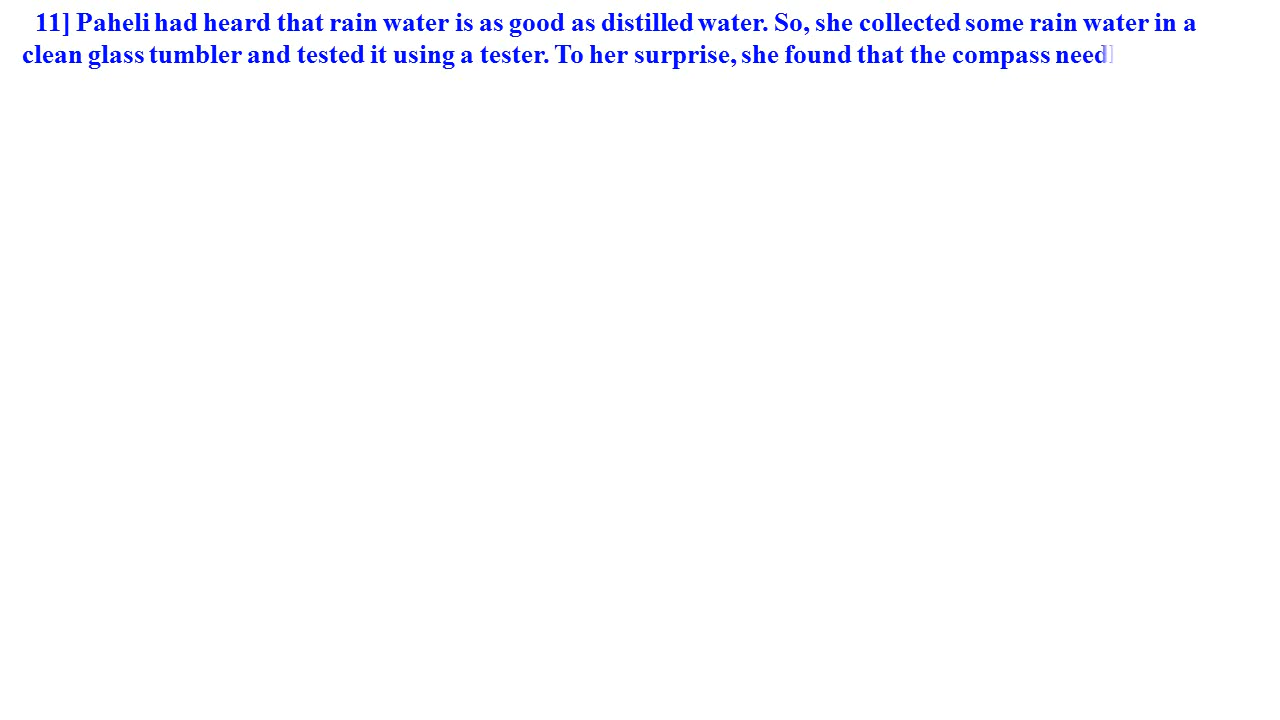 11] Paheli had heard that rain water is as good as distilled water. So, she collected some rain water in a
clean glass tumbler and tested it using a tester. To her surprise, she found that the compass need